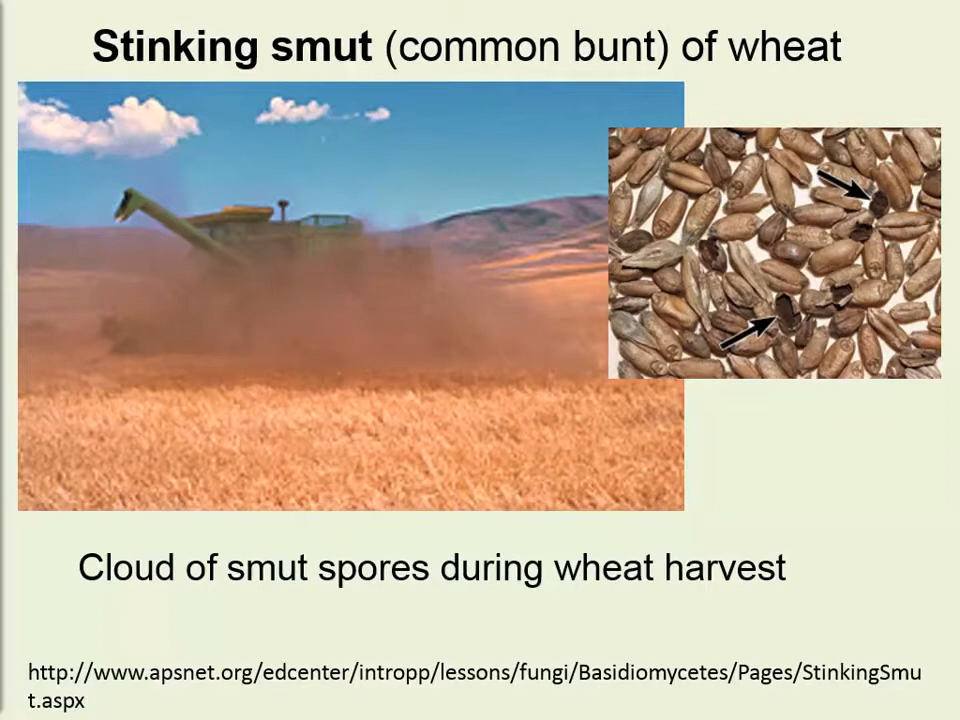 Stinking smut (common bunt) of wheat
Cloud of smut spores during wheat harvest
http://www.apsnet.org/edcenter/intropp/lessons/fungi/Basidiomycetes/Pages/StinkingSmu
t.aspx